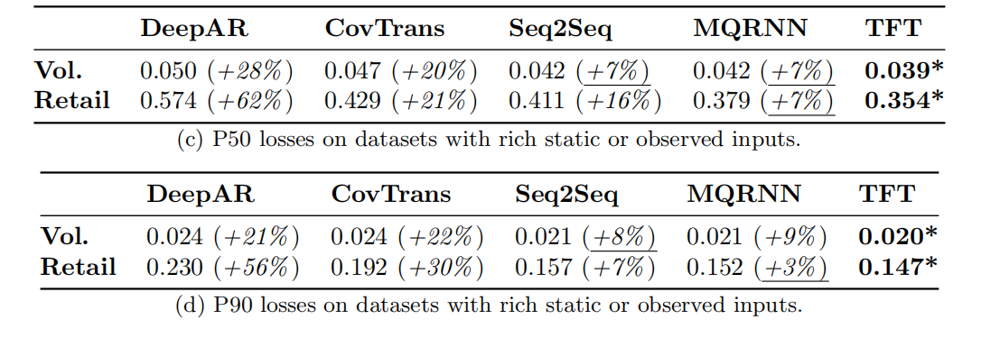 DeepAR CovTrans Seq2Seq MQRNN TFT
Vol. 0.050 (+28%) 0.047 (+20%) 0.042 (+7%) 0.042 (+7%) 0.039*
Retail 0.574 (+62%) 0.429 (+21%) 0.411 (+16%) 0.379 (+7%) 0.354*
(c) P50 losses on datasets with rich static or observed inputs.
DeepAR CovTrans Seq2Seq MQRNN TFT
Vol. 0.024 (+21%) 0.024 (+22%) 0.021 (+8%) 0.021 (+9%) 0.020*
Retail 0.230 (+56%) 0.192 (+30%) 0.157 (+7%) 0.152 (+3%) 0.147*
(d) P90 losses on datasets with rich static or observed inputs.